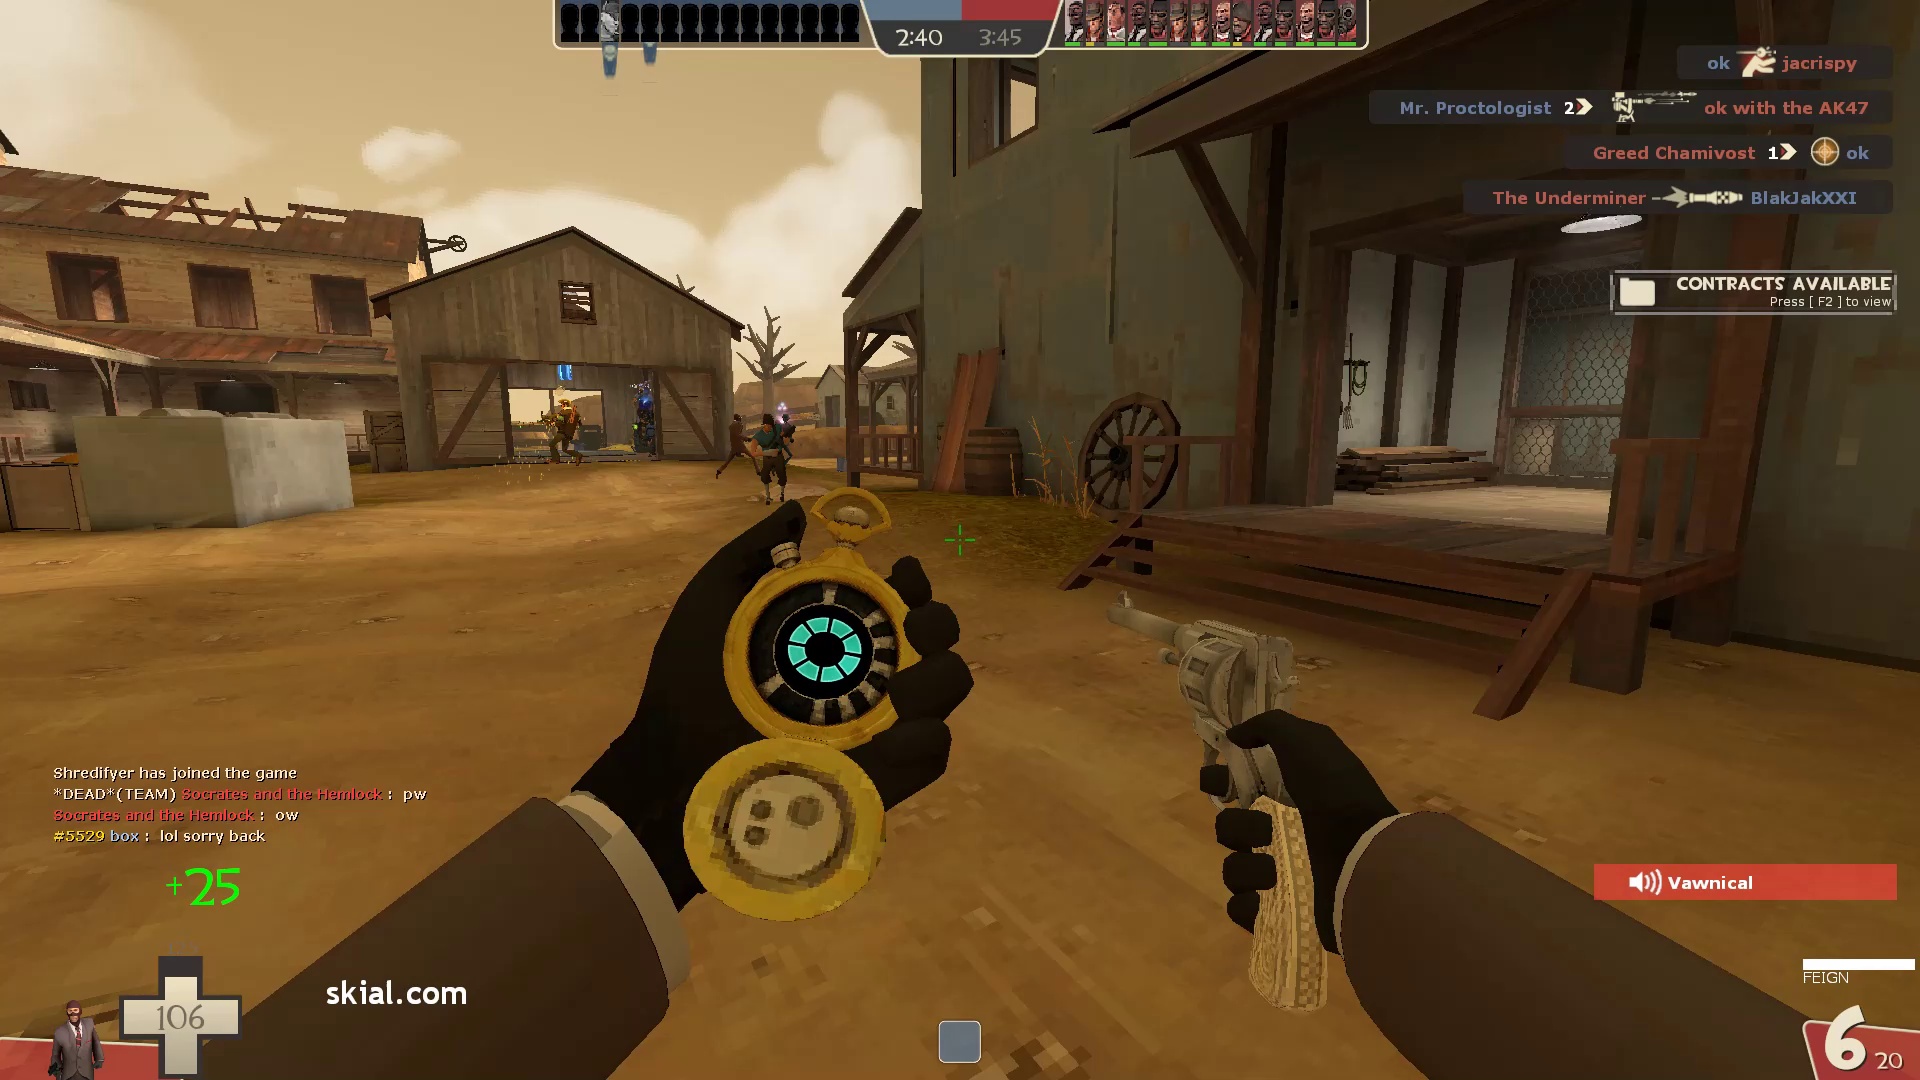 2:40 3:45
ok jacrispy
Mr. Proctologist 2 ok with the AK47
Greed Chamivost 1 ok
The Underminer BlakJakXXI
CONTRACTS AVAILABLE
Press [ F2 ] to view
Shredifyer has joined the game
*DEAD*(TEAM) Socrates and the Hemlock : pw
Socrates and the Hemlock : ow
#5529 box : lol sorry back
+25
Vawnical
FEIGN
106
skial.com
6 20